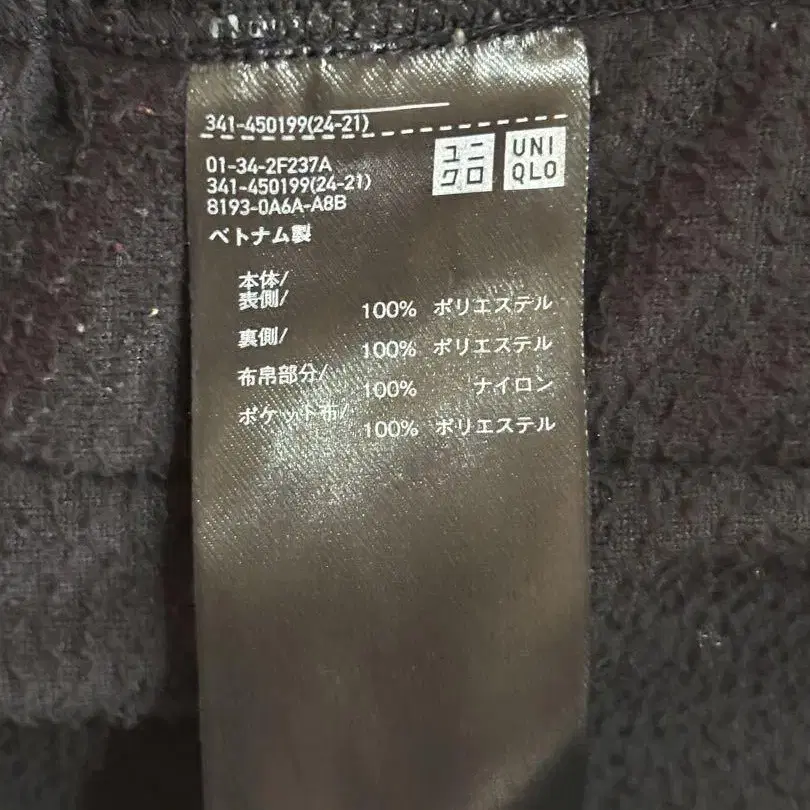 341-450199(24-21)
ユニ
クロ
UNI
QLO
01-34-2F237A
341-450199(24-21)
8193-0A6A-A8B
ベトナム製
本体/
表側/
100% ポリエステル
裏側/
100% ポリエステル
布帛部分/
100% ナイロン
ポケット布/
100% ポリエステル